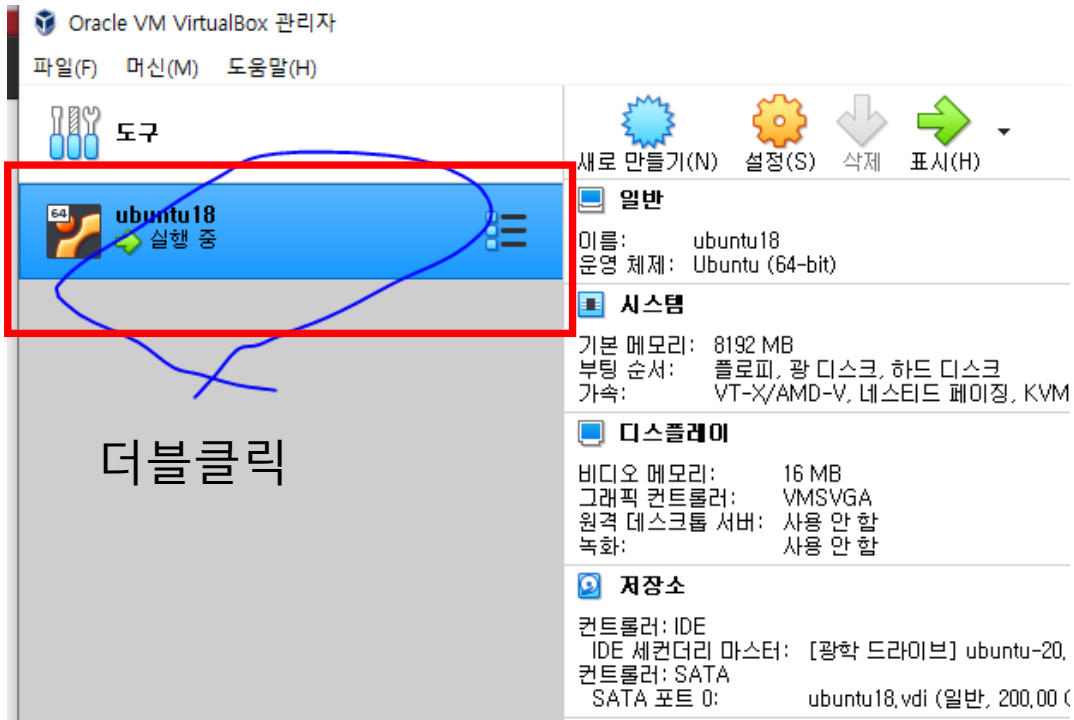 Oracle VM VirtualBox 관리자
파일(F) 머신(M) 도움말(H)
도구
새로 만들기(N) 설정(S) 삭제 표시(H)
64
ubuntu18
실행 중
더블클릭
일반
이름: ubuntu18
운영 체제: Ubuntu (64-bit)
시스템
기본 메모리: 8192 MB
부팅 순서: 플로피, 광 디스크, 하드 디스크
가속: VT-X/AMD-V, 네스티드 페이징, KVM
디스플레이
비디오 메모리: 16 MB
그래픽 컨트롤러: VMSVGA
원격 데스크톱 서버: 사용 안 함
녹화: 사용 안 함
저장소
컨트롤러: IDE
IDE 세컨더리 마스터: [광학 드라이브] ubuntu-20,
컨트롤러: SATA
SATA 포트 0: ubuntu18.vdi (일반, 200,00